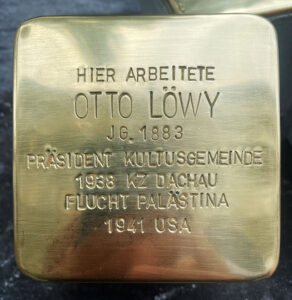 HIER ARBEITETE
OTTO LÖWY
JG. 1883
PRÄSIDENT KULTUSGEMEINDE
1938 KZ DACHAU
FLUCHT PALÄSTINA
1941 USA